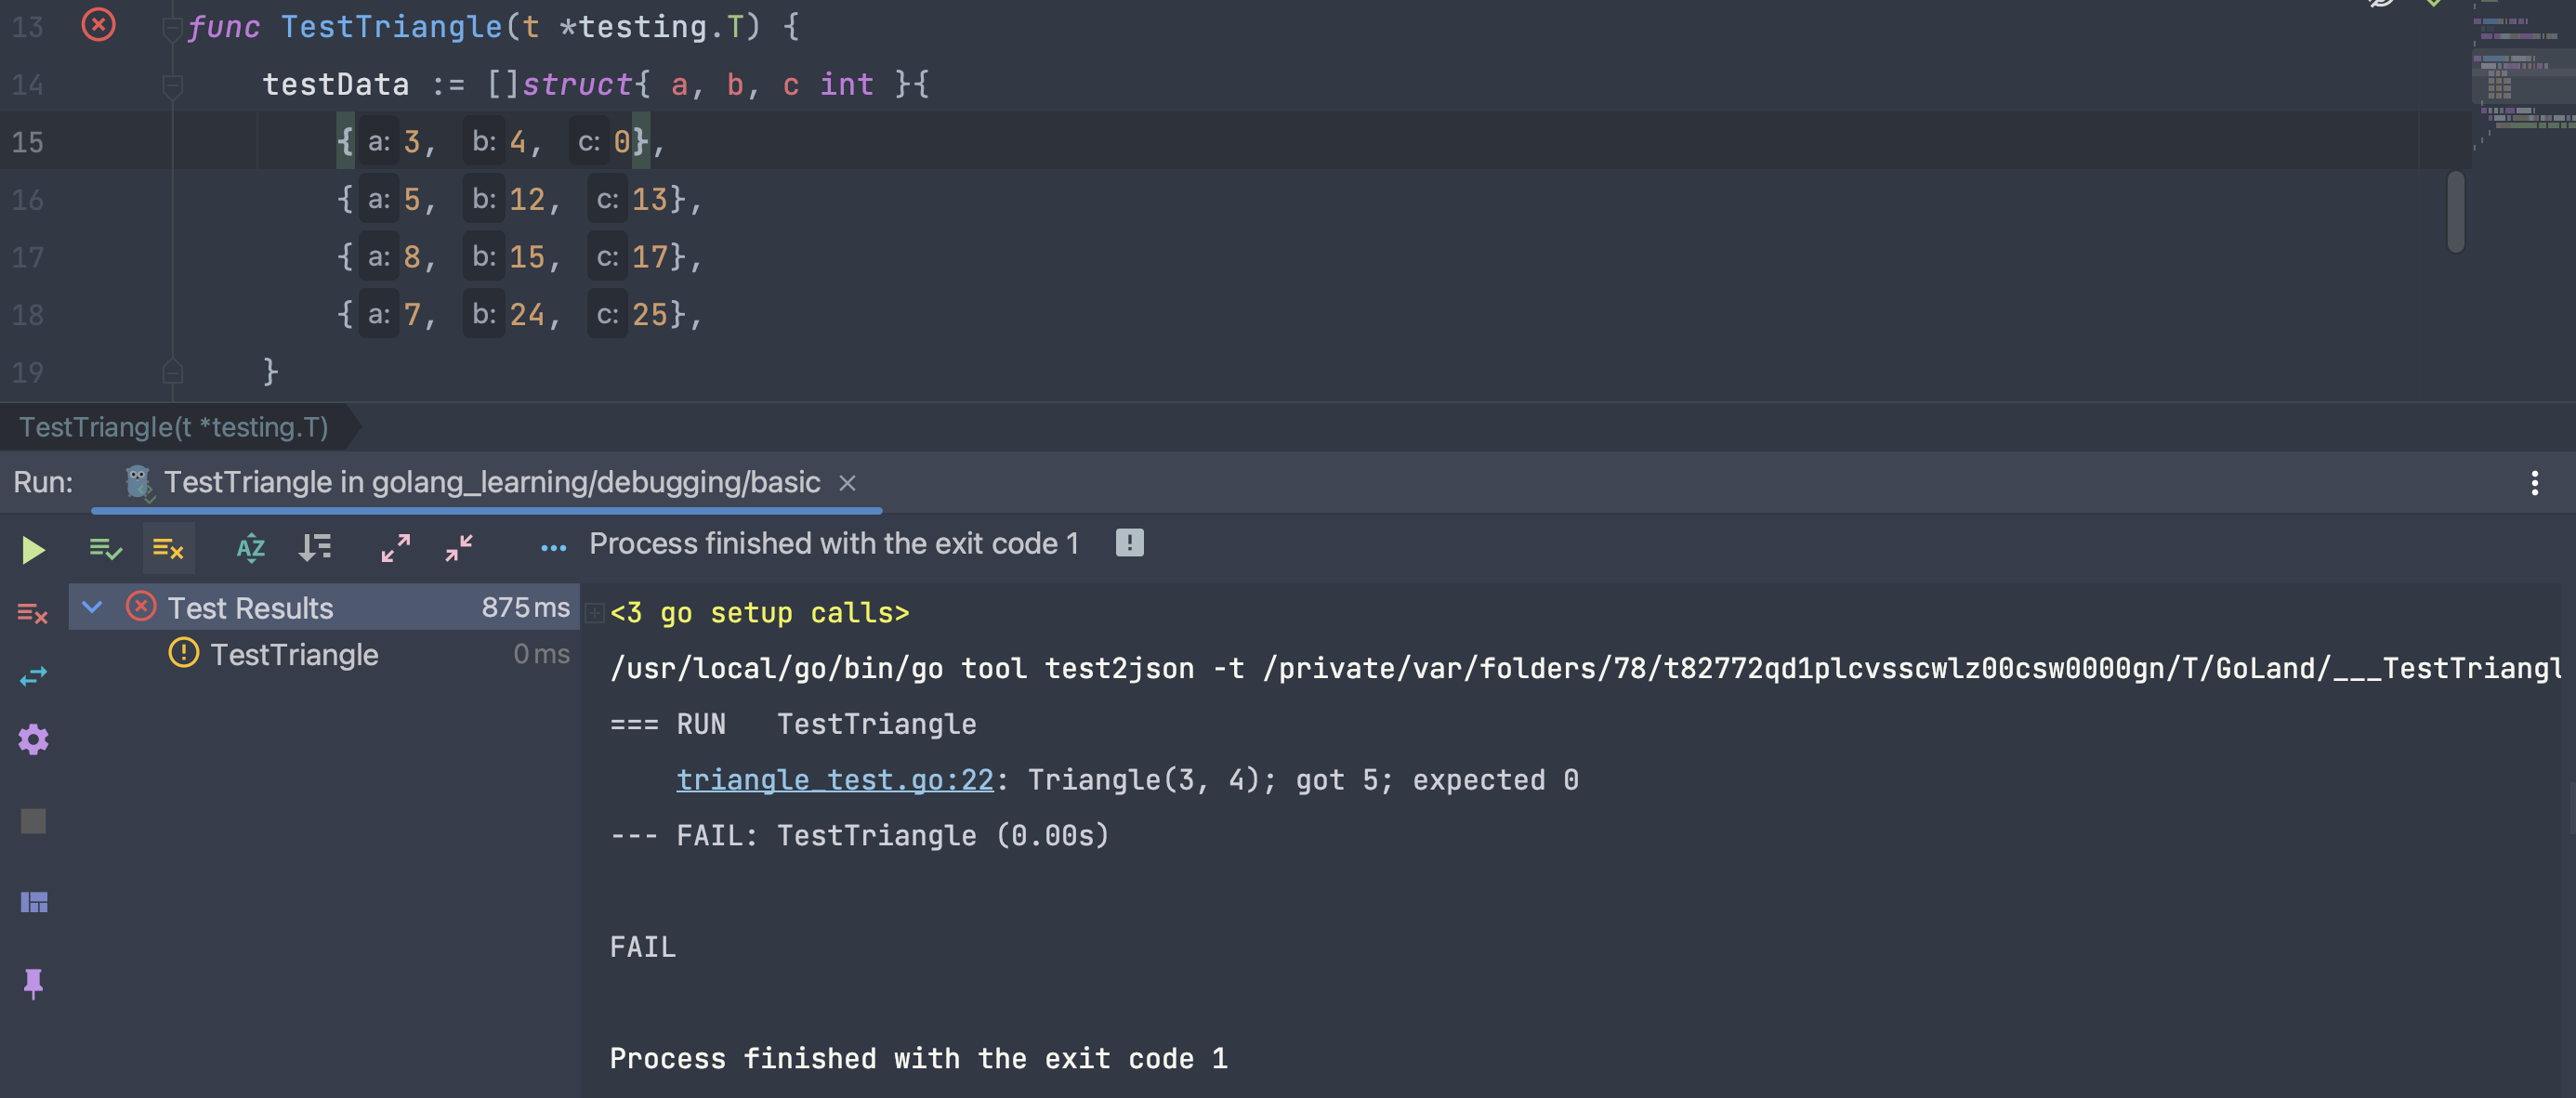 13 func TestTriangle(t *testing.T) {
14 testData := []struct{ a, b, c int }{
15 { a: 3, b: 4, c: 0},
16 { a: 5, b: 12, c: 13},
17 { a: 8, b: 15, c: 17},
18 { a: 7, b: 24, c: 25},
19 }
TestTriangle(t *testing.T)
Run: TestTriangle in golang_learning/debugging/basic ×
AZ ... Process finished with the exit code 1 !
Test Results 875 ms
TestTriangle 0 ms
<3 go setup calls>
/usr/local/go/bin/go tool test2json -t /private/var/folders/78/t82772qd1plcvsscwlz00csw0000gn/T/GoLand/___TestTriangl
=== RUN   TestTriangle
triangle_test.go:22: Triangle(3, 4); got 5; expected 0
--- FAIL: TestTriangle (0.00s)
FAIL
Process finished with the exit code 1